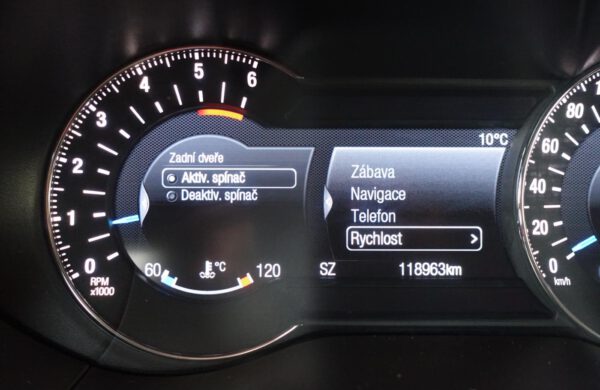 0
1
2
3
4
5
6
RPM
x1000
Zadní dveře
Aktiv. spínač
Deaktiv. spínač
60
°C
120
10°C
Zábava
Navigace
Telefon
Rychlost >
SZ 118963km
0
20
40
60
80
km/h